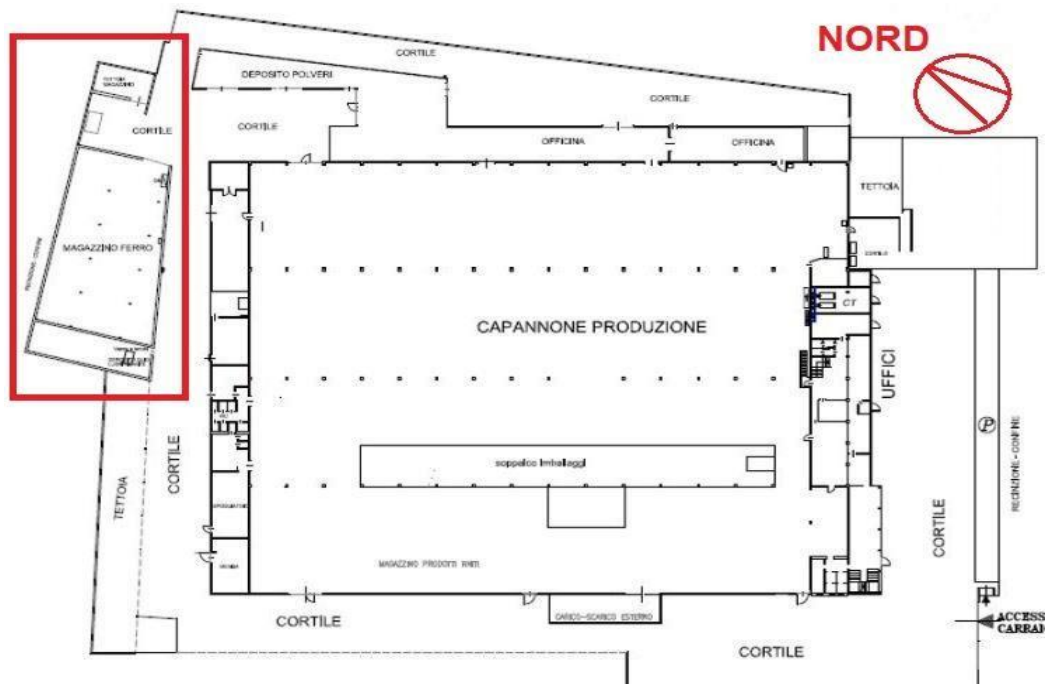 NORD
CORTILE
DEPOSITO POLVERI
CORTILE
CORTILE
CORTILE
OFFICINA
OFFICINA
TETTOIA
MAGAZZINO FERRO
CAPANNONE PRODUZIONE
CT
UFFICI
P
RECINZIONE-CONFINE
soppalco imballaggi
CORTILE
TETTOIA
CORTILE
MAGAZZINO PRODOTTI FINITI
CARICO-SCARICO ESTERNO
CORTILE
CORTILE
ACCESS
CARRAI